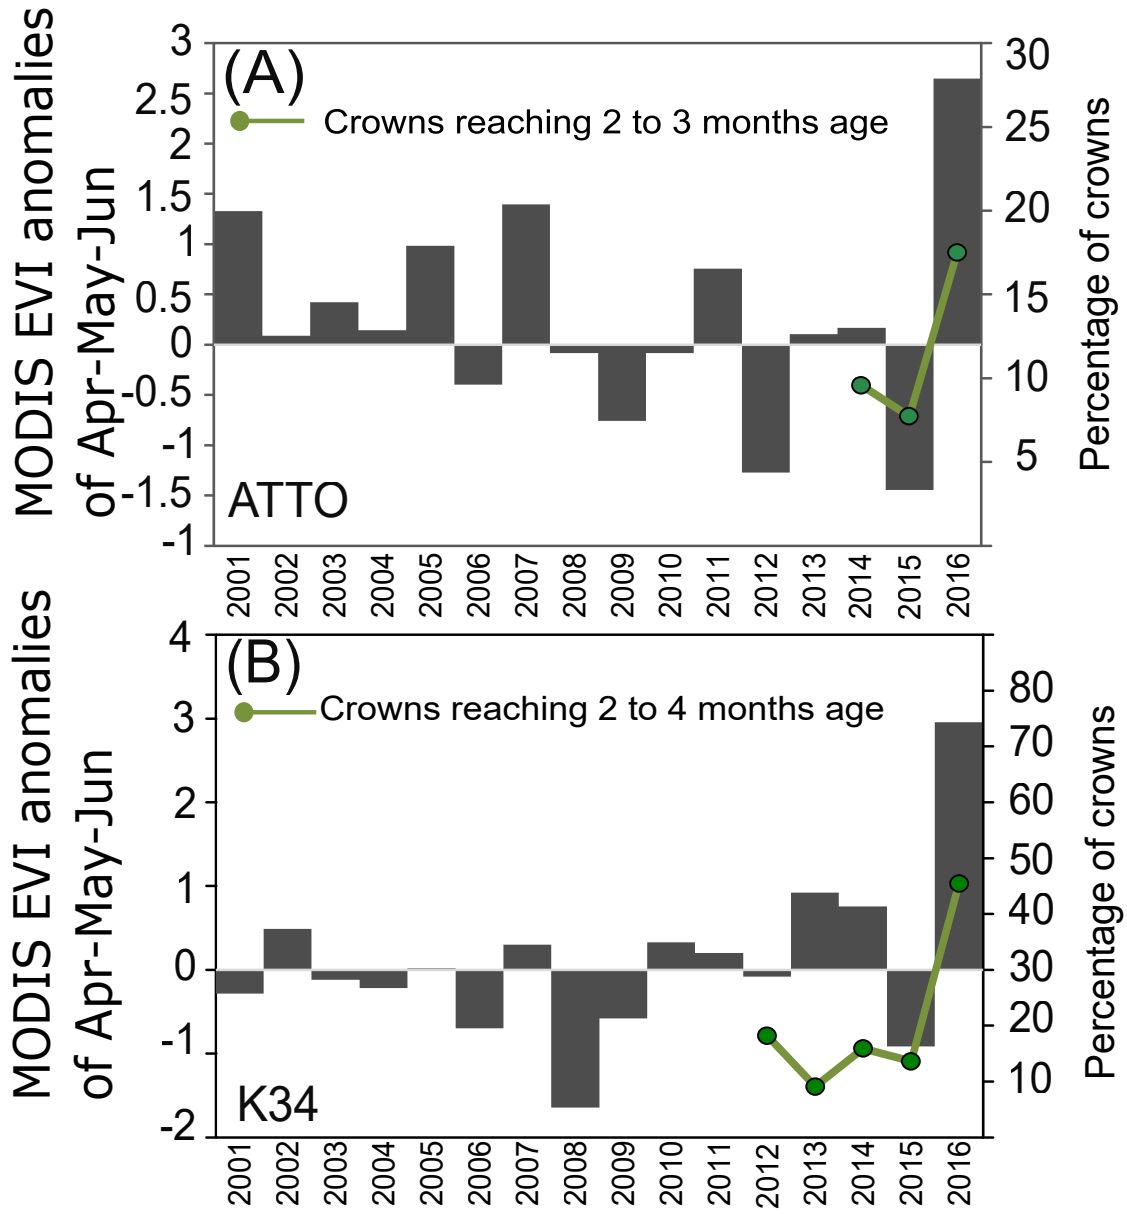 MODIS EVI anomalies
of Apr-May-Jun
3
2.5
2
1.5
1
0.5
0
-0.5
-1
-1.5
-1
(A)
Crowns reaching 2 to 3 months age
ATTO
30
25
20
15
10
5
Percentage of crowns
2001 2002 2003 2004 2005 2006 2007 2008 2009 2010 2011 2012 2013 2014 2015 2016
MODIS EVI anomalies
of Apr-May-Jun
4
3
2
1
0
-1
-2
(B)
Crowns reaching 2 to 4 months age
K34
80
70
60
50
40
30
20
10
Percentage of crowns
2001 2002 2003 2004 2005 2006 2007 2008 2009 2010 2011 2012 2013 2014 2015 2016